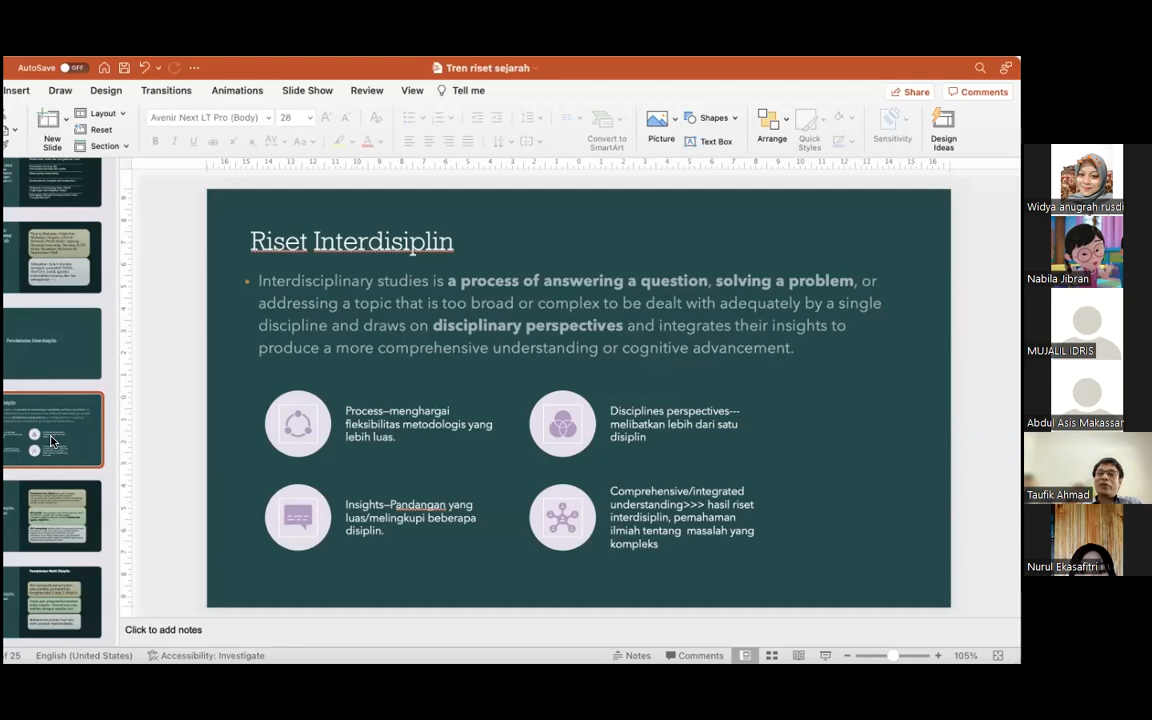 AutoSave OFF
Tren riset sejarah
Insert Draw Design Transitions Animations Slide Show Review View Tell me
Share Comments
New Slide
Layout
Reset
Section
Avenir Next LT Pro (Body) 28
Convert to SmartArt
Picture
Shapes
Text Box
Arrange
Quick Styles
Sensitivity
Design Ideas
Riset Interdisiplin
• Interdisciplinary studies is a process of answering a question, solving a problem, or
addressing a topic that is too broad or complex to be dealt with adequately by a single
discipline and draws on disciplinary perspectives and integrates their insights to
produce a more comprehensive understanding or cognitive advancement.
Process–menghargai
fleksibilitas metodologis yang
lebih luas.
Disciplines perspectives---
melibatkan lebih dari satu
disiplin
Insights–Pandangan yang
luas/melingkupi beberapa
disiplin.
Comprehensive/integrated
understanding>>> hasil riset
interdisiplin, pemahaman
ilmiah tentang masalah yang
kompleks
Click to add notes
of 25 English (United States) Accessibility: Investigate Notes Comments 105%
Widya anugrah rusdi
Nabila Jibran
MUJALIL IDRIS
Abdul Asis Makassar
Taufik Ahmad
Nurul Ekasafitri